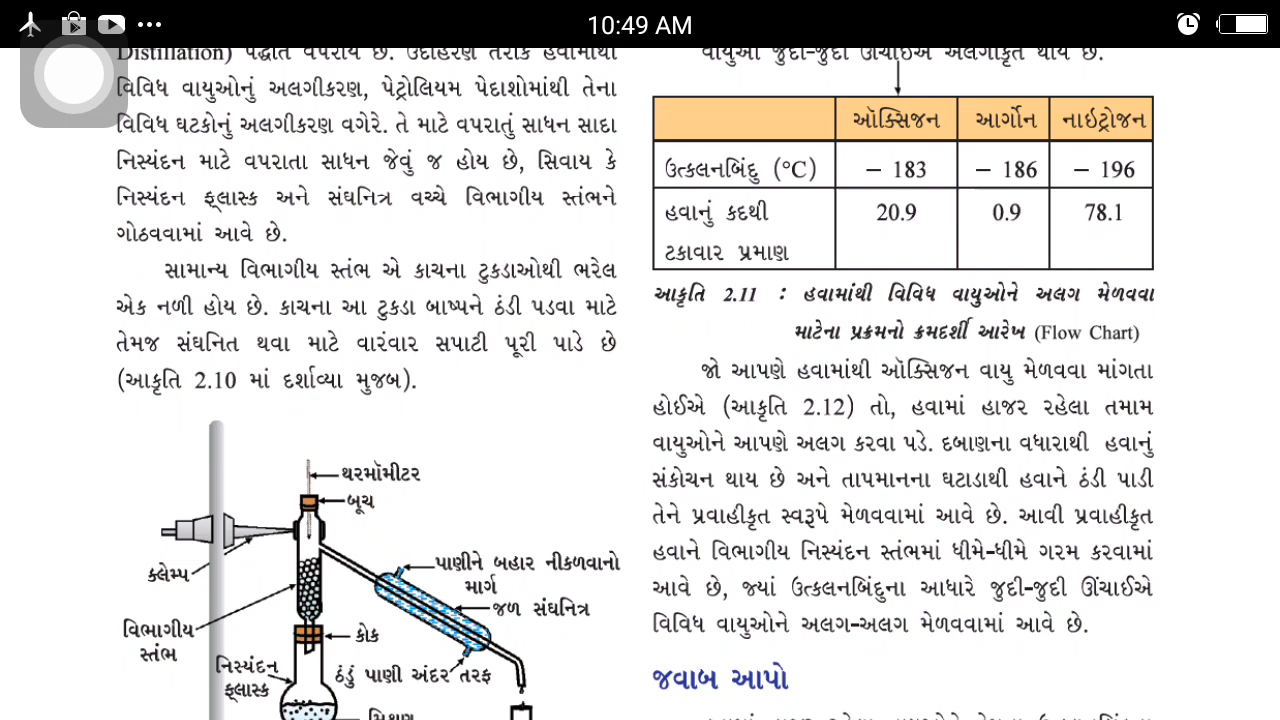 10:49 AM
Distillation) પદ્ધતિ વપરાય છે. ઉદાહરણ તરીકે હવામાંથી
વિવિધ વાયુઓનું અલગીકરણ, પેટ્રોલિયમ પેદાશોમાંથી તેના
વિવિધ ઘટકોનું અલગીકરણ વગેરે. તે માટે વપરાતું સાધન સાદા
નિસ્યંદન માટે વપરાતા સાધન જેવું જ હોય છે, સિવાય કે
નિસ્યંદન ફ્લાસ્ક અને સંઘનિત્ર વચ્ચે વિભાગીય સ્તંભને
ગોઠવવામાં આવે છે.
સામાન્ય વિભાગીય સ્તંભ એ કાચના ટુકડાઓથી ભરેલ
એક નળી હોય છે. કાચના આ ટુકડા બાષ્પને ઠંડી પડવા માટે
તેમજ સંઘનિત થવા માટે વારંવાર સપાટી પૂરી પાડે છે
(આકૃતિ 2.10 માં દર્શાવ્યા મુજબ).
થરમૉમીટર
બૂચ
ક્લેમ્પ
પાણીને બહાર નીકળવાનો
માર્ગ
જળ સંઘનિત્ર
વિભાગીય
સ્તંભ
કોક
નિસ્યંદન
ફ્લાસ્ક
ઠંડું પાણી અંદર તરફ
મિશ્રણ
વાયુઓ જુદી-જુદી ઊંચાઈએ અલગીકૃત થાય છે.
ઑક્સિજન આર્ગોન નાઇટ્રોજન
ઉત્કલનબિંદુ (°C) – 183 – 186 – 196
હવાનું કદથી 20.9 0.9 78.1
ટકાવાર પ્રમાણ
આકૃતિ 2.11 : હવામાંથી વિવિધ વાયુઓને અલગ મેળવવા
માટેના પ્રક્રમનો ક્રમદર્શી આરેખ (Flow Chart)
જો આપણે હવામાંથી ઑક્સિજન વાયુ મેળવવા માંગતા
હોઈએ (આકૃતિ 2.12) તો, હવામાં હાજર રહેલા તમામ
વાયુઓને આપણે અલગ કરવા પડે. દબાણના વધારાથી હવાનું
સંકોચન થાય છે અને તાપમાનના ઘટાડાથી હવાને ઠંડી પાડી
તેને પ્રવાહીકૃત સ્વરૂપે મેળવવામાં આવે છે. આવી પ્રવાહીકૃત
હવાને વિભાગીય નિસ્યંદન સ્તંભમાં ધીમે-ધીમે ગરમ કરવામાં
આવે છે, જ્યાં ઉત્કલનબિંદુના આધારે જુદી-જુદી ઊંચાઈએ
વિવિધ વાયુઓને અલગ-અલગ મેળવવામાં આવે છે.
જવાબ આપો